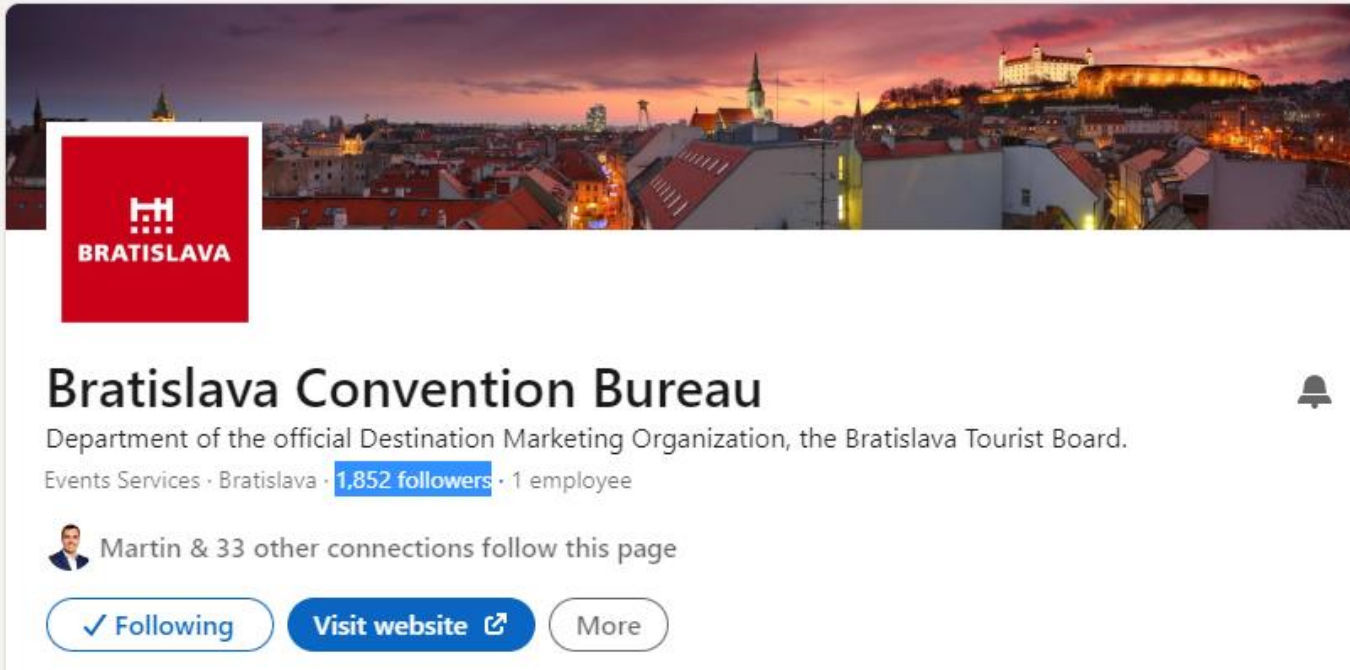 BRATISLAVA
Bratislava Convention Bureau
Department of the official Destination Marketing Organization, the Bratislava Tourist Board.
Events Services · Bratislava · 1,852 followers · 1 employee
Martin & 33 other connections follow this page
✓ Following Visit website More